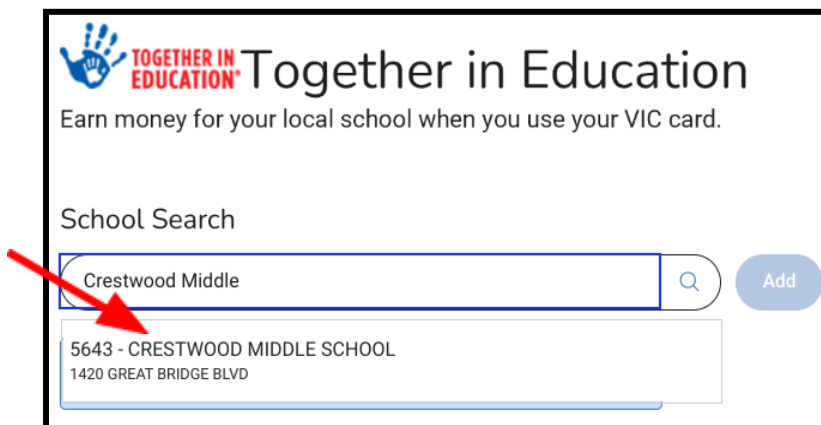 TOGETHER IN
EDUCATION®
Together in Education
Earn money for your local school when you use your VIC card.
School Search
Crestwood Middle
Add
5643 - CRESTWOOD MIDDLE SCHOOL
1420 GREAT BRIDGE BLVD